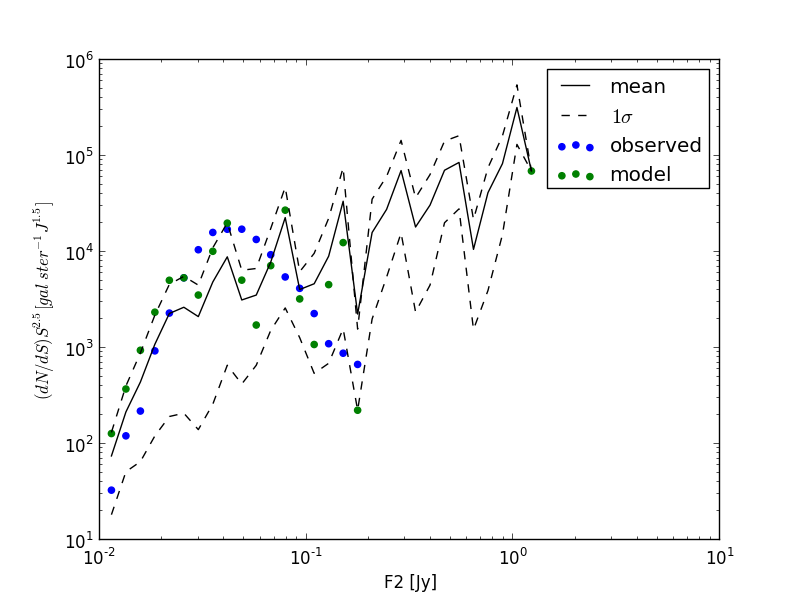 10^6
10^5
10^4
10^3
10^2
10^1
(dN/dS)S^{2.5} [gal ster^{-1} J^{1.5}]
10^-2
10^-1
10^0
10^1
F2 [Jy]
mean
1σ
observed
model